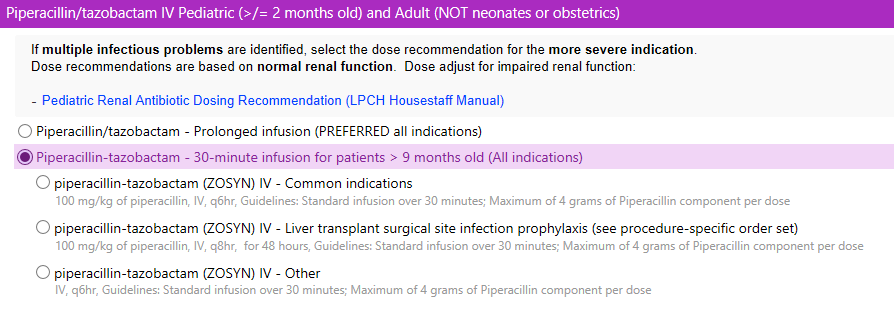 Piperacillin/tazobactam IV Pediatric (>/= 2 months old) and Adult (NOT neonates or obstetrics)
If multiple infectious problems are identified, select the dose recommendation for the more severe indication.
Dose recommendations are based on normal renal function.  Dose adjust for impaired renal function:
- Pediatric Renal Antibiotic Dosing Recommendation (LPCH Housestaff Manual)
Piperacillin/tazobactam - Prolonged infusion (PREFERRED all indications)
Piperacillin-tazobactam - 30-minute infusion for patients > 9 months old (All indications)
piperacillin-tazobactam (ZOSYN) IV - Common indications
100 mg/kg of piperacillin, IV, q6hr, Guidelines: Standard infusion over 30 minutes; Maximum of 4 grams of Piperacillin component per dose
piperacillin-tazobactam (ZOSYN) IV - Liver transplant surgical site infection prophylaxis (see procedure-specific order set)
100 mg/kg of piperacillin, IV, q8hr,  for 48 hours, Guidelines: Standard infusion over 30 minutes; Maximum of 4 grams of Piperacillin component per dose
piperacillin-tazobactam (ZOSYN) IV - Other
IV, q6hr, Guidelines: Standard infusion over 30 minutes; Maximum of 4 grams of Piperacillin component per dose